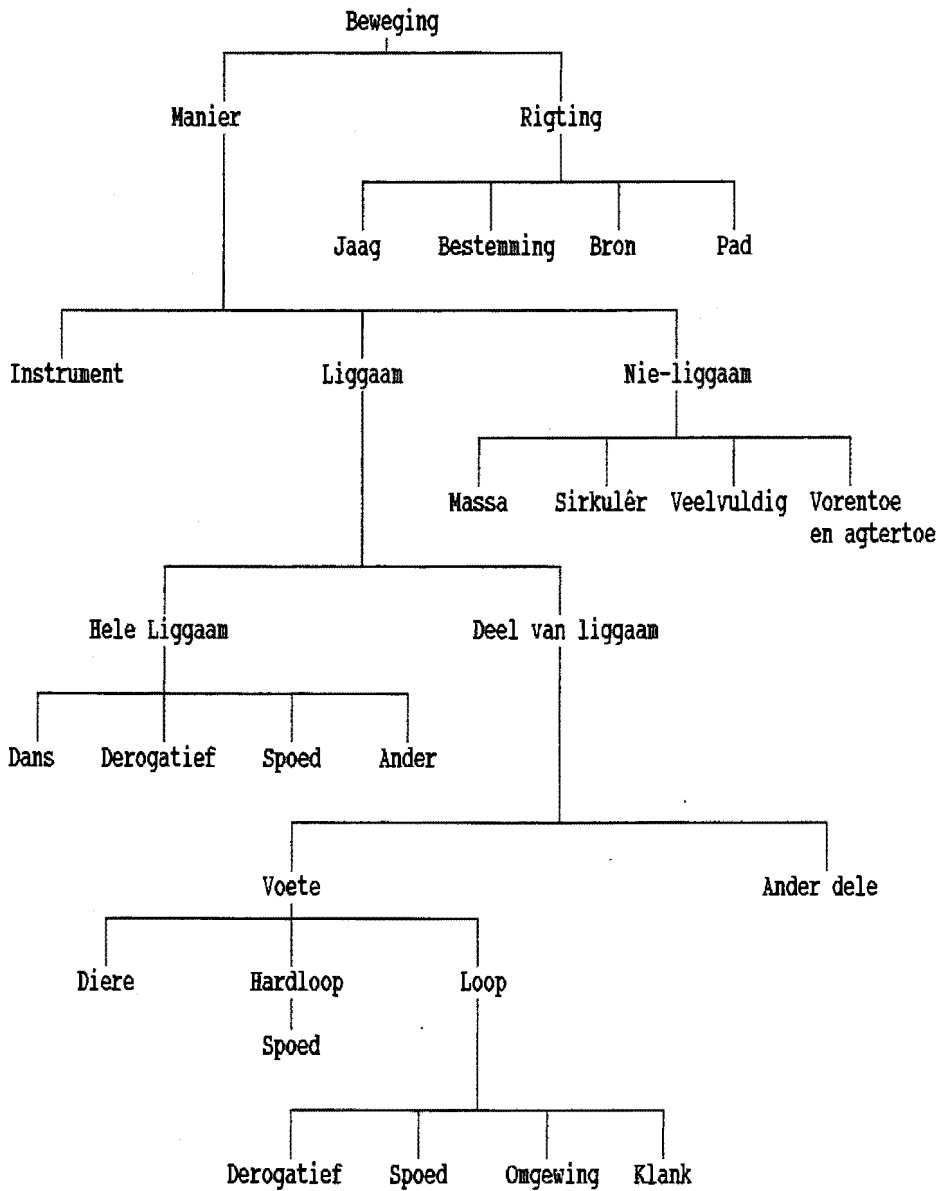 Beweging
Manier
Rigting
Jaag
Bestemming
Bron
Pad
Instrument
Liggaam
Nie-liggaam
Massa
Sirkulêr
Veelvuldig
Vorentoe
en agtertoe
Hele Liggaam
Deel van liggaam
Dans
Derogatief
Spoed
Ander
Voete
Ander dele
Diere
Hardloop
Loop
Spoed
Derogatief
Spoed
Omgewing
Klank